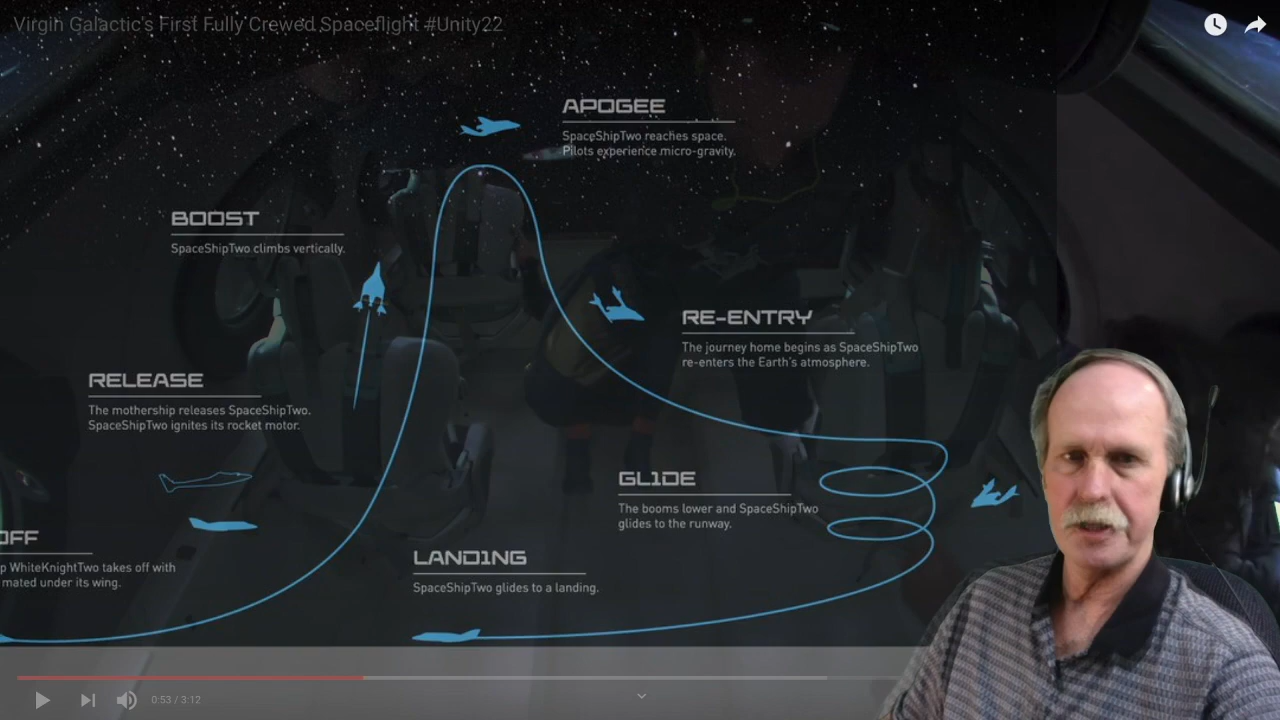 Virgin Galactic's First Fully Crewed Spaceflight #Unity22
APOGEE
SpaceShipTwo reaches space.
Pilots experience micro-gravity.
BOOST
SpaceShipTwo climbs vertically.
RE-ENTRY
The journey home begins as SpaceShipTwo
re-enters the Earth's atmosphere.
RELEASE
The mothership releases SpaceShipTwo.
SpaceShipTwo ignites its rocket motor.
GL1DE
The booms lower and SpaceShipTwo
glides to the runway.
OFF
p WhiteKnightTwo takes off with
mated under its wing.
LAND1NG
SpaceShipTwo glides to a landing.
0:53 / 3:12